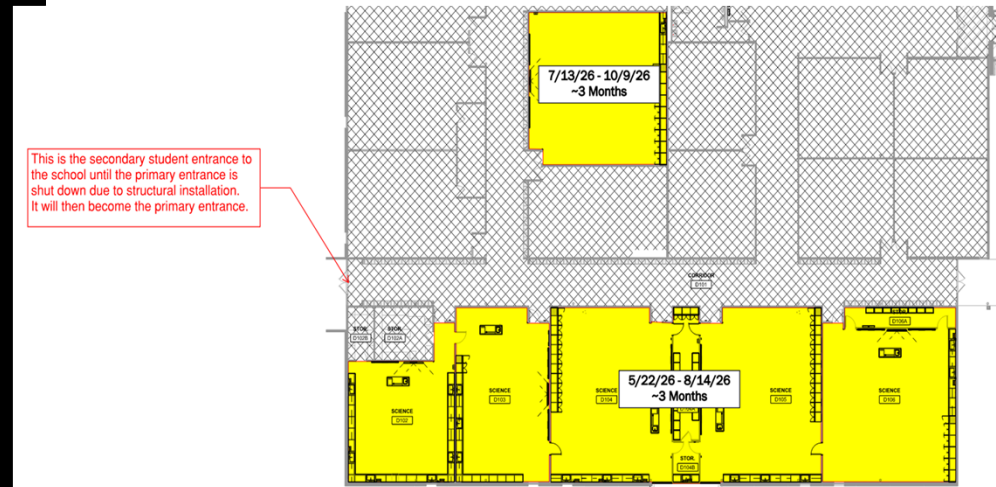 7/13/26 - 10/9/26
~3 Months
This is the secondary student entrance to
the school until the primary entrance is
shut down due to structural installation.
It will then become the primary entrance.
CORRIDOR
D101
STOR.
D102B
STOR.
D102A
D106A
SCIENCE
D102
SCIENCE
D103
SCIENCE
D104
5/22/26 - 8/14/26
~3 Months
SCIENCE
D105
SCIENCE
D106
STOR.
D104B